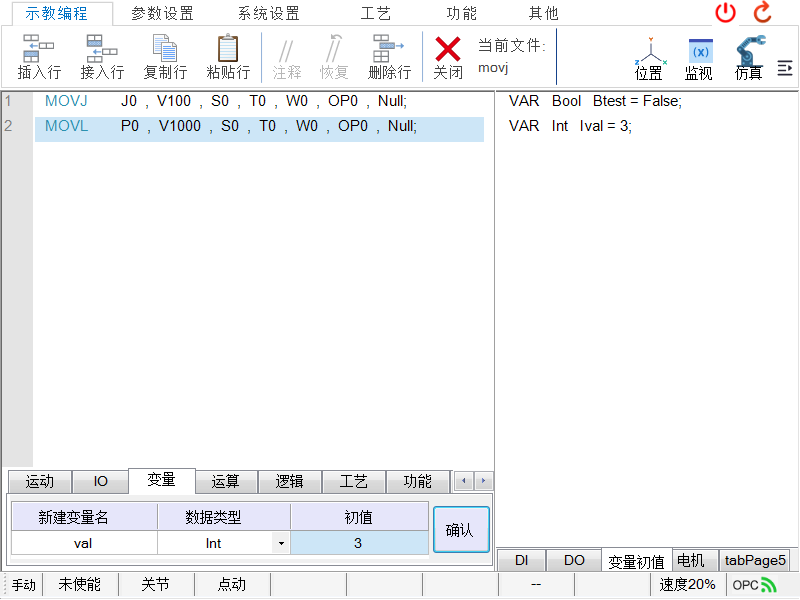 示教编程 参数设置 系统设置 工艺 功能 其他
插入行 接入行 复制行 粘贴行 注释 恢复 删除行 关闭 当前文件: movj 位置 (x) 监视 仿真
1 MOVJ J0 , V100 , S0 , T0 , W0 , OP0 , Null;
2 MOVL P0 , V1000 , S0 , T0 , W0 , OP0 , Null;
VAR Bool Btest = False;
VAR Int Ival = 3;
运动 IO 变量 运算 逻辑 工艺 功能
新建变量名 数据类型 初值 确认
val Int 3
DI DO 变量初值 电机 tabPage5
手动 未使能 关节 点动 -- 速度20% OPC